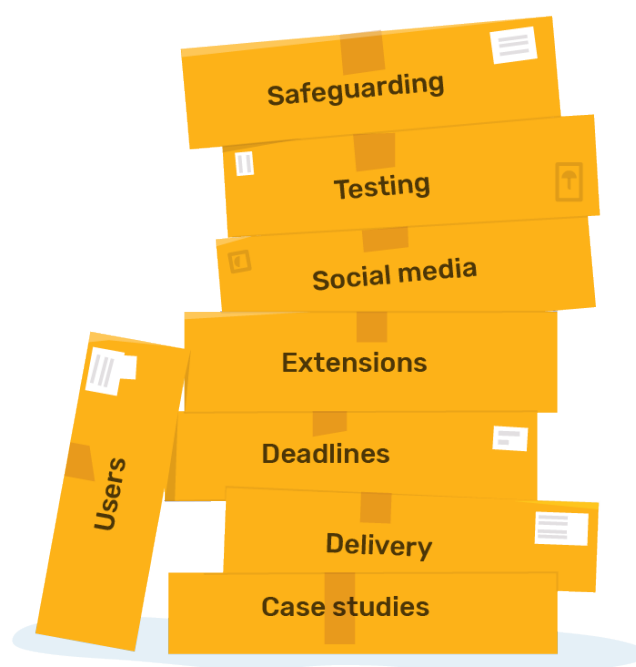 Safeguarding
Testing
Social media
Extensions
Deadlines
Users
Delivery
Case studies